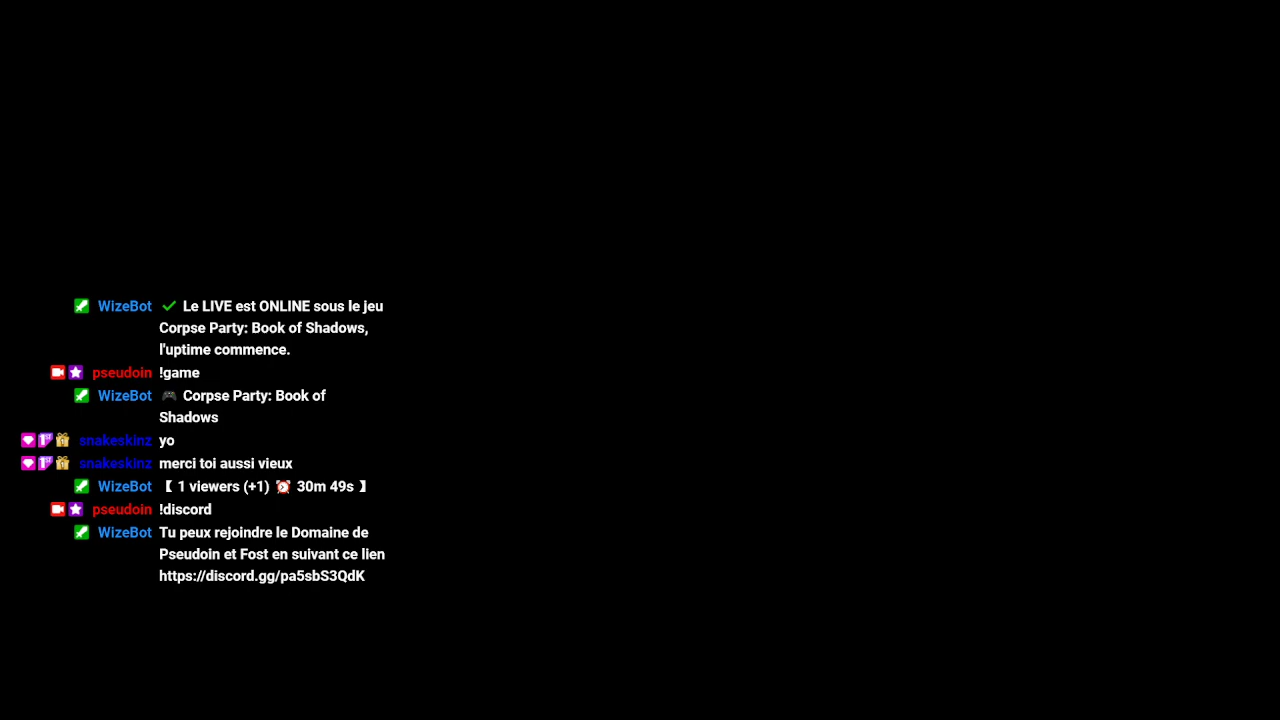 WizeBot Le LIVE est ONLINE sous le jeu
Corpse Party: Book of Shadows,
l'uptime commence.
pseudoin !game
WizeBot Corpse Party: Book of
Shadows
snakeskinz yo
snakeskinz merci toi aussi vieux
WizeBot 【 1 viewers (+1) ⏰ 30m 49s 】
pseudoin !discord
WizeBot Tu peux rejoindre le Domaine de
Pseudoin et Fost en suivant ce lien
https://discord.gg/pa5sbS3QdK